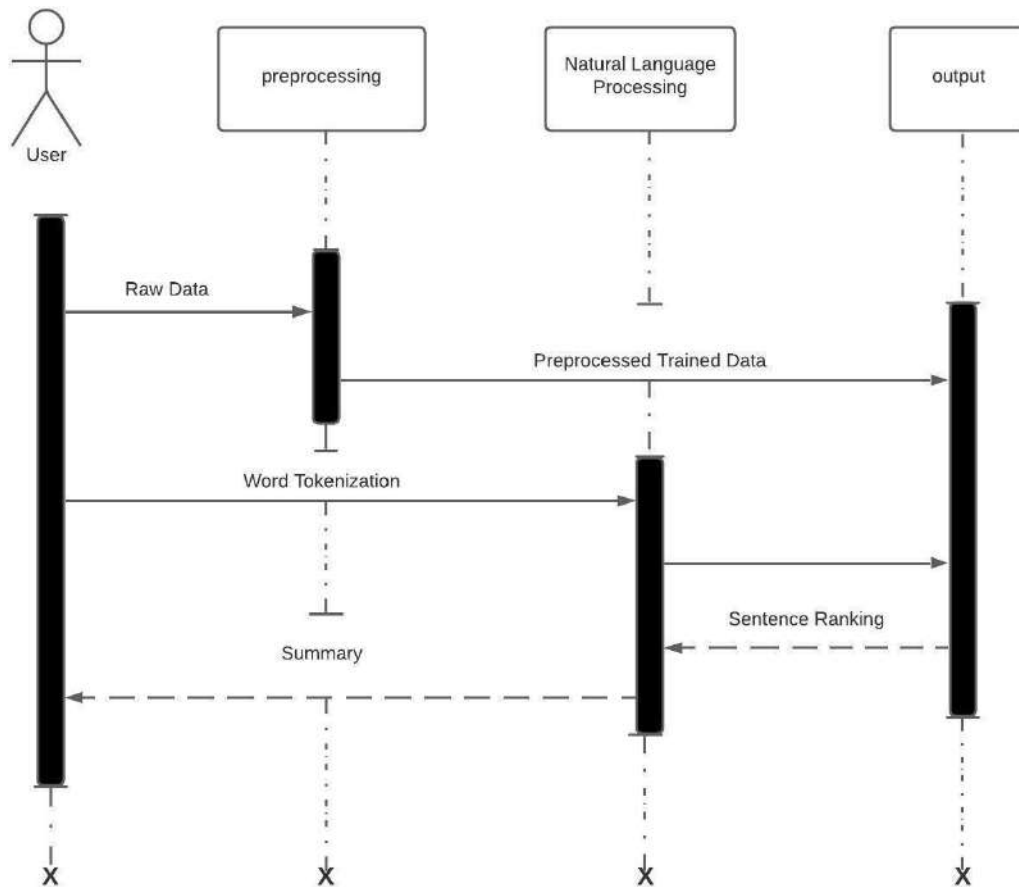 preprocessing
Natural Language
Processing
output
User
Raw Data
Preprocessed Trained Data
Word Tokenization
Sentence Ranking
Summary
X X X X